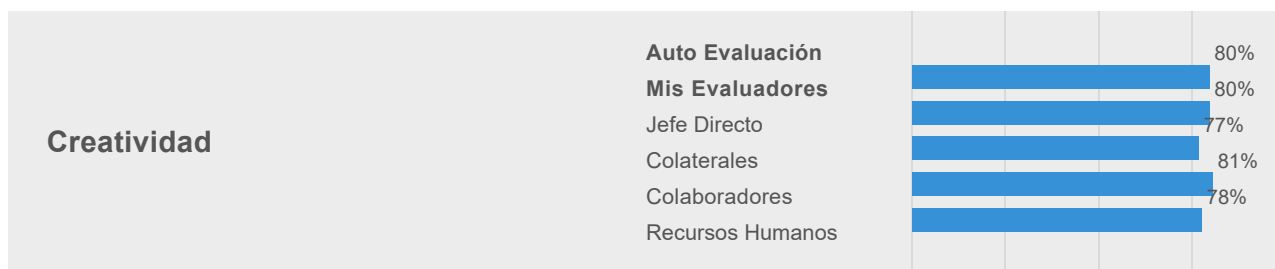 Auto Evaluación 80%
Mis Evaluadores 80%
Jefe Directo 77%
Creatividad
Colaterales 81%
Colaboradores 78%
Recursos Humanos